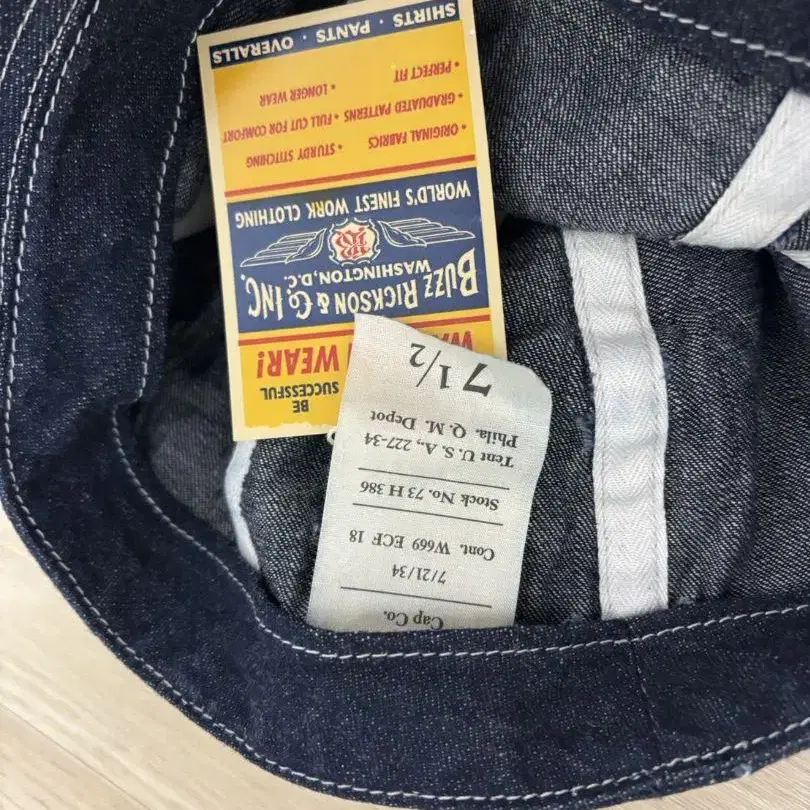 Cap Co.
7/21/34
Cont. W669 ECF 18
Stock No. 73 H 386
Tent U. S. A., 227-34
Phila. Q. M. Depot
7 1/2
BE
SUCCESSFUL
WEAR!
BUZZ RICKSON & CO. INC.
WASHINGTON, D.C.
BR
WORLD'S FINEST WORK CLOTHING
• ORIGINAL FABRICS • STURDY STITCHING
• GRADUATED PATTERNS • FULL CUT FOR COMFORT
• PERFECT FIT • LONGER WEAR
SHIRTS · PANTS · OVERALLS